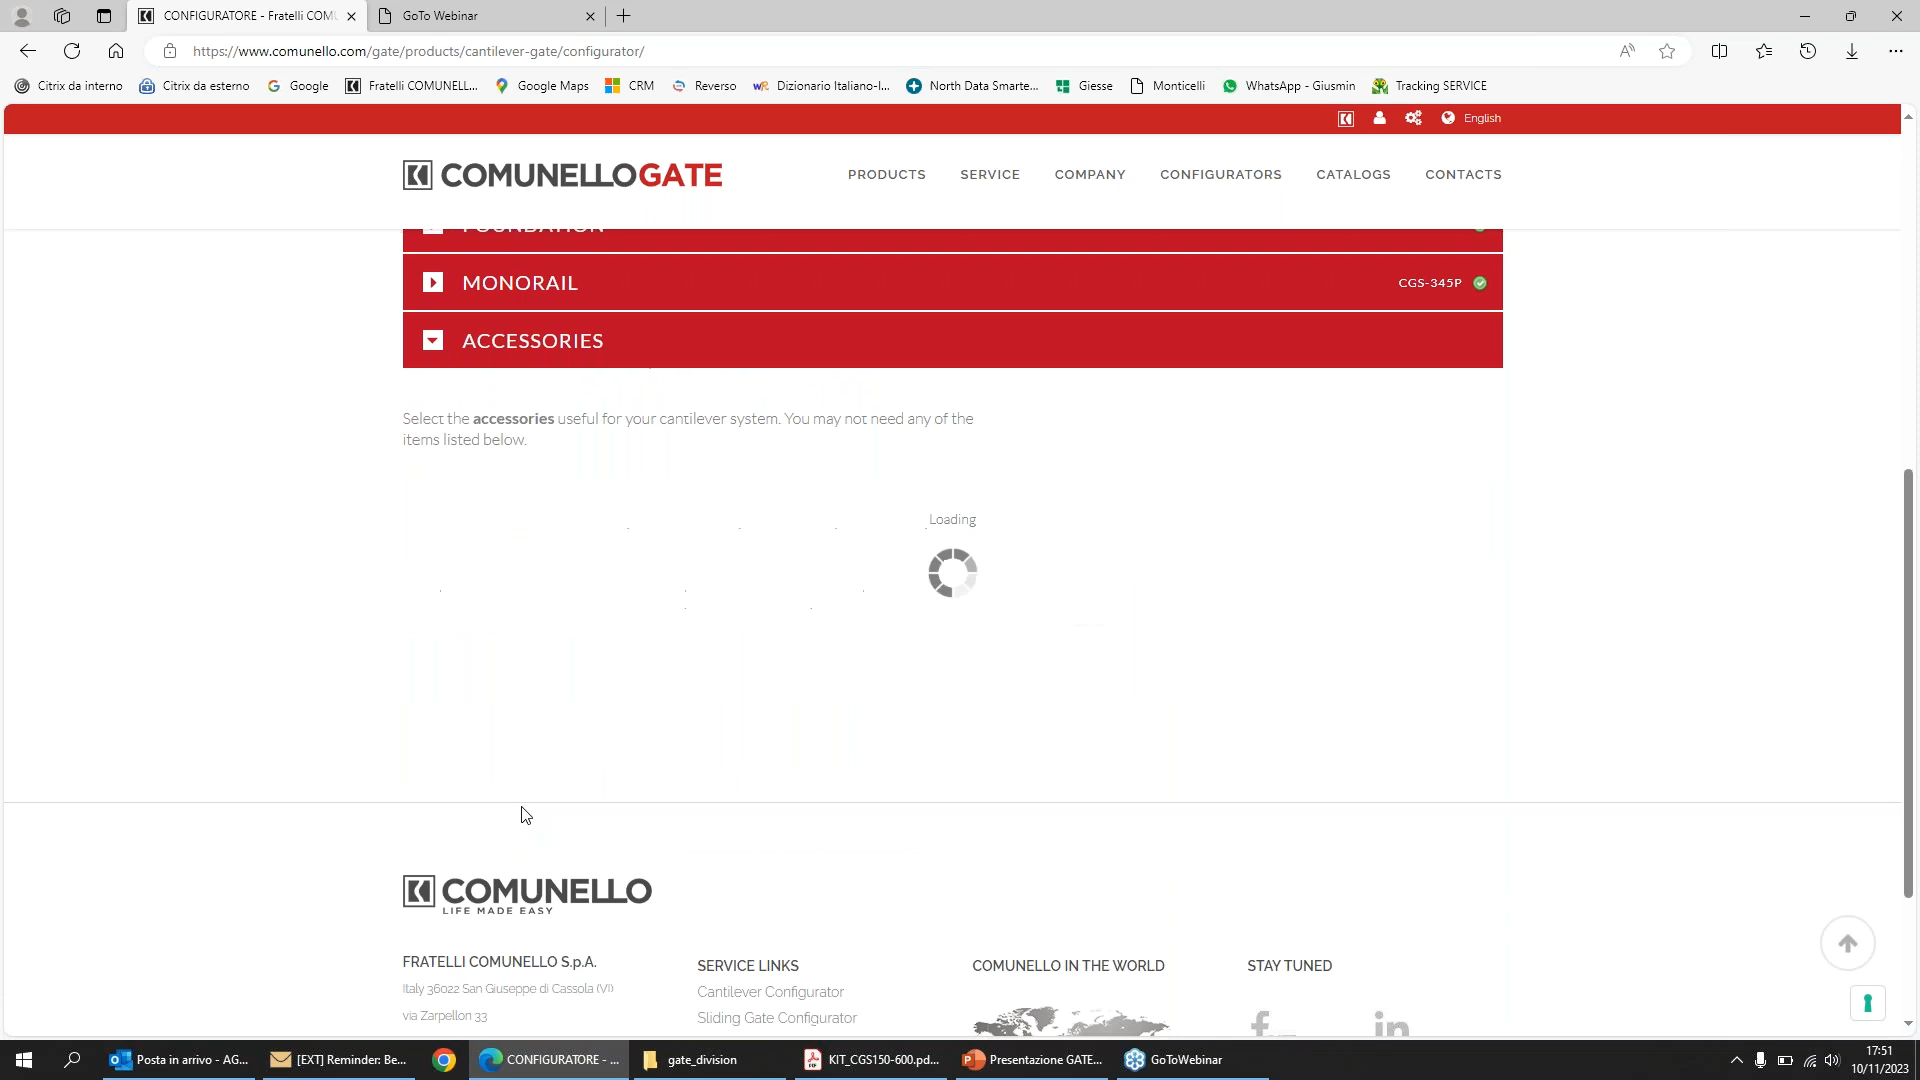 CONFIGURATORE - Fratelli COMU
GoTo Webinar
https://www.comunello.com/gate/products/cantilever-gate/configurator/
Citrix da interno
Citrix da esterno
Google
Fratelli COMUNELL...
Google Maps
CRM
Reverso
Dizionario Italiano-I...
North Data Smarte...
Giesse
Monticelli
WhatsApp - Giusmin
Tracking SERVICE
English
COMUNELLOGATE
PRODUCTS
SERVICE
COMPANY
CONFIGURATORS
CATALOGS
CONTACTS
FOUNDATION
MONORAIL
CGS-345P
ACCESSORIES
Select the accessories useful for your cantilever system. You may not need any of the
items listed below.
Loading
COMUNELLO
LIFE MADE EASY
FRATELLI COMUNELLO S.p.A.
Italy 36022 San Giuseppe di Cassola (VI)
via Zarpellon 33
SERVICE LINKS
Cantilever Configurator
Sliding Gate Configurator
COMUNELLO IN THE WORLD
STAY TUNED
Posta in arrivo - AG...
[EXT] Reminder: Be...
CONFIGURATORE - ...
gate_division
KIT_CGS150-600.pd...
Presentazione GATE...
GoToWebinar
17:51
10/11/2023